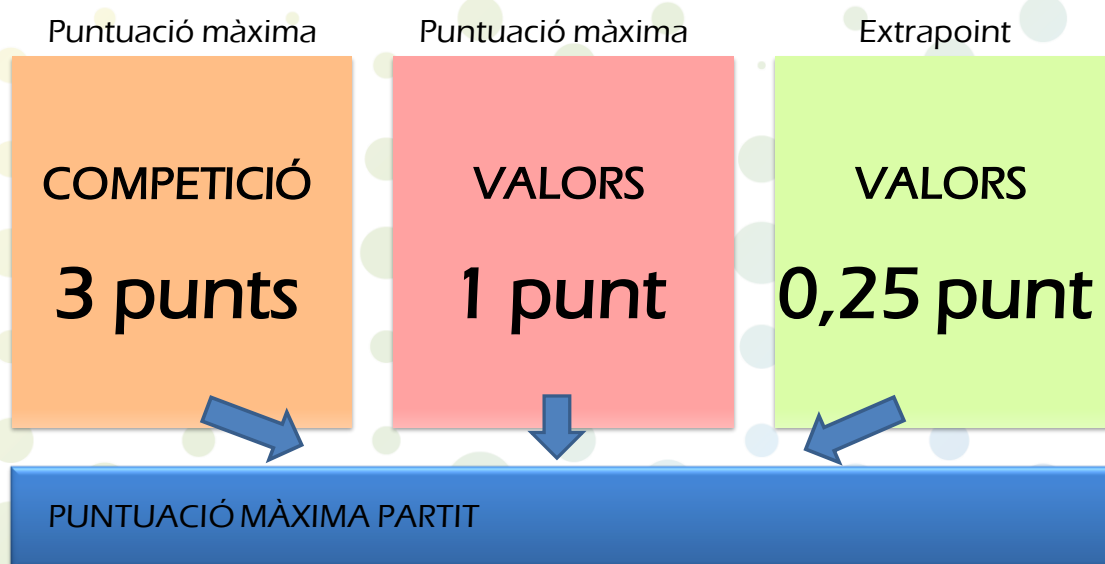 Puntuació màxima
COMPETICIÓ
3 punts
Puntuació màxima
VALORS
1 punt
Extrapoint
VALORS
0,25 punt
PUNTUACIÓ MÀXIMA PARTIT